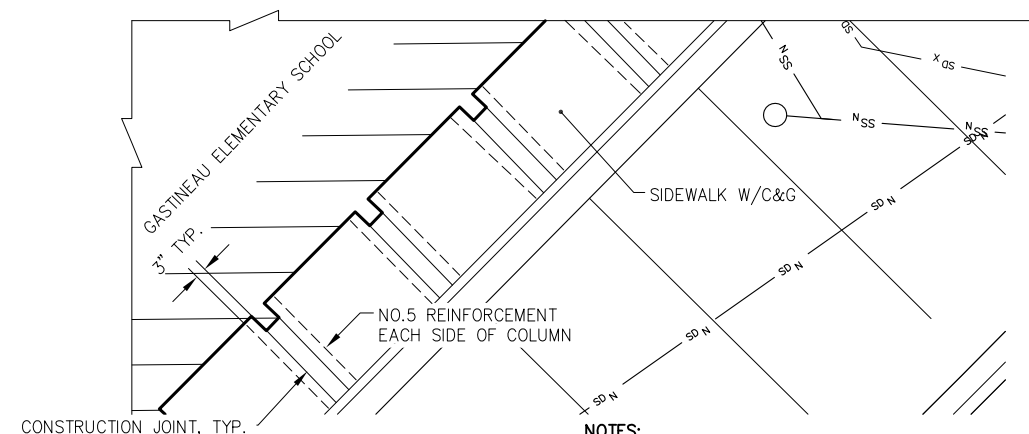 GASTINEAU ELEMENTARY SCHOOL
3" TYP.
SD
SD X
N SS
N SS
N SS
SD N
SD N
SD N
SD N
SD N
SIDEWALK W/C&G
NO.5 REINFORCEMENT
EACH SIDE OF COLUMN
CONSTRUCTION JOINT, TYP.
NOTES: